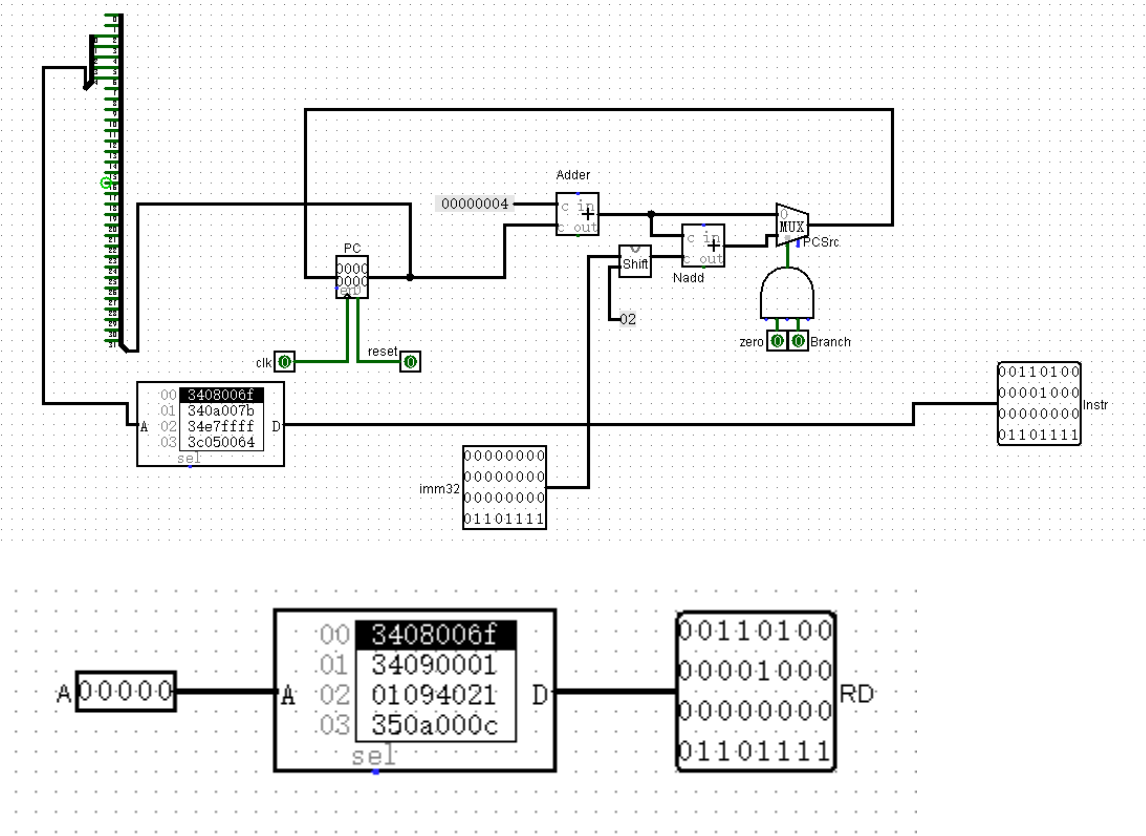 Adder
00000004
c in
+
c out
0
MUX
PCSrc
c in
+
c out
Nadd
Shift
02
PC
0000
0000
en D
clk 0
reset 0
zero 0
0 Branch
00 3408006f
01 340a007b
02 34e7ffff
03 3c050064
A
D
sel
imm32
00000000
00000000
00000000
01101111
00110100
00001000
00000000
01101111
Instr
A 00000
A
00 3408006f
01 34090001
02 01094021
03 350a000c
D
sel
00110100
00001000
00000000
01101111
RD